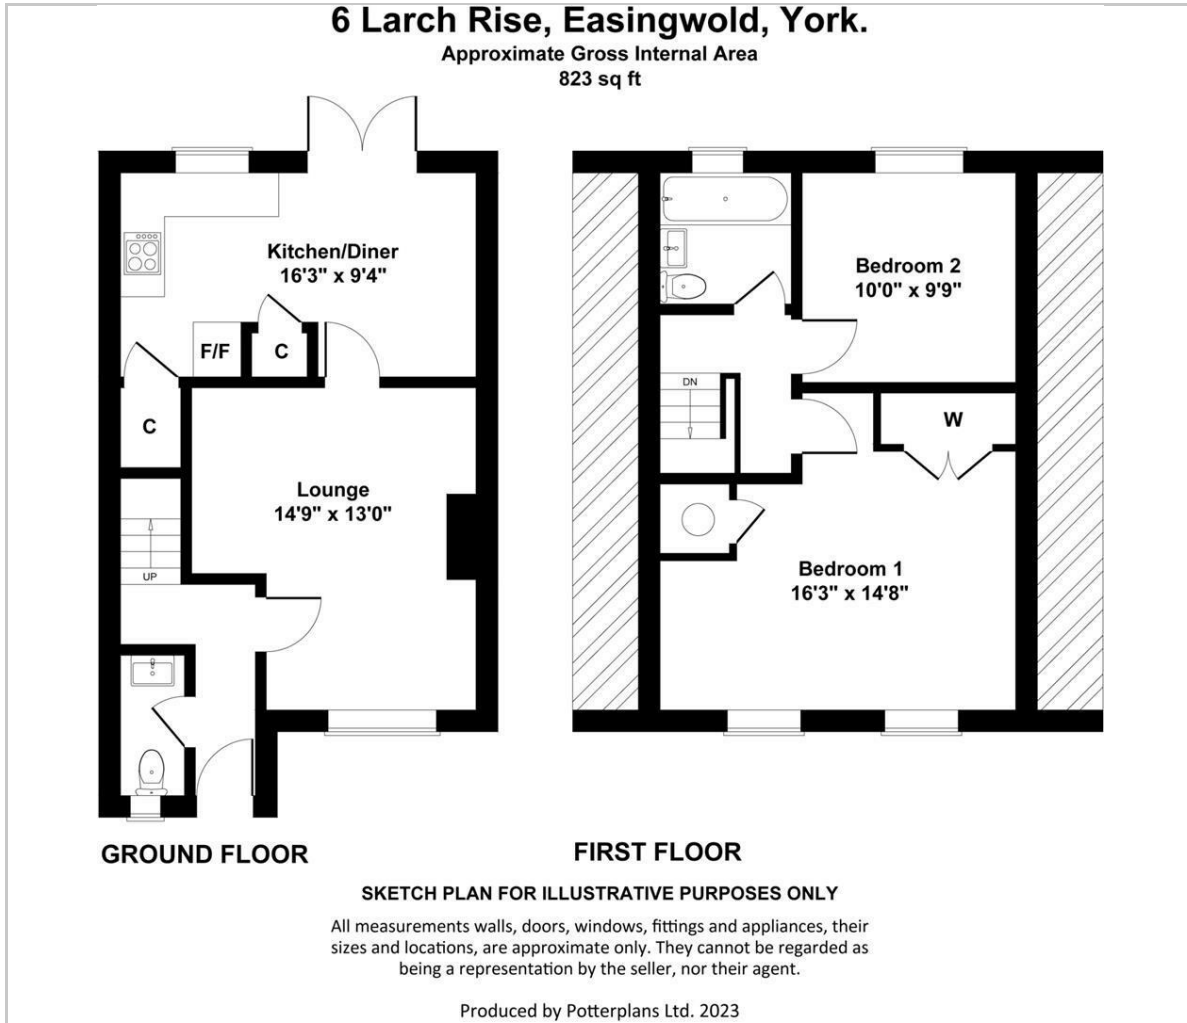 6 Larch Rise, Easingwold, York.
Approximate Gross Internal Area
823 sq ft
Kitchen/Diner
16'3" x 9'4"
F/F
C
C
Lounge
14'9" x 13'0"
UP
GROUND FLOOR
Bedroom 2
10'0" x 9'9"
DN
W
Bedroom 1
16'3" x 14'8"
FIRST FLOOR
SKETCH PLAN FOR ILLUSTRATIVE PURPOSES ONLY
All measurements walls, doors, windows, fittings and appliances, their
sizes and locations, are approximate only. They cannot be regarded as
being a representation by the seller, nor their agent.
Produced by Potterplans Ltd. 2023